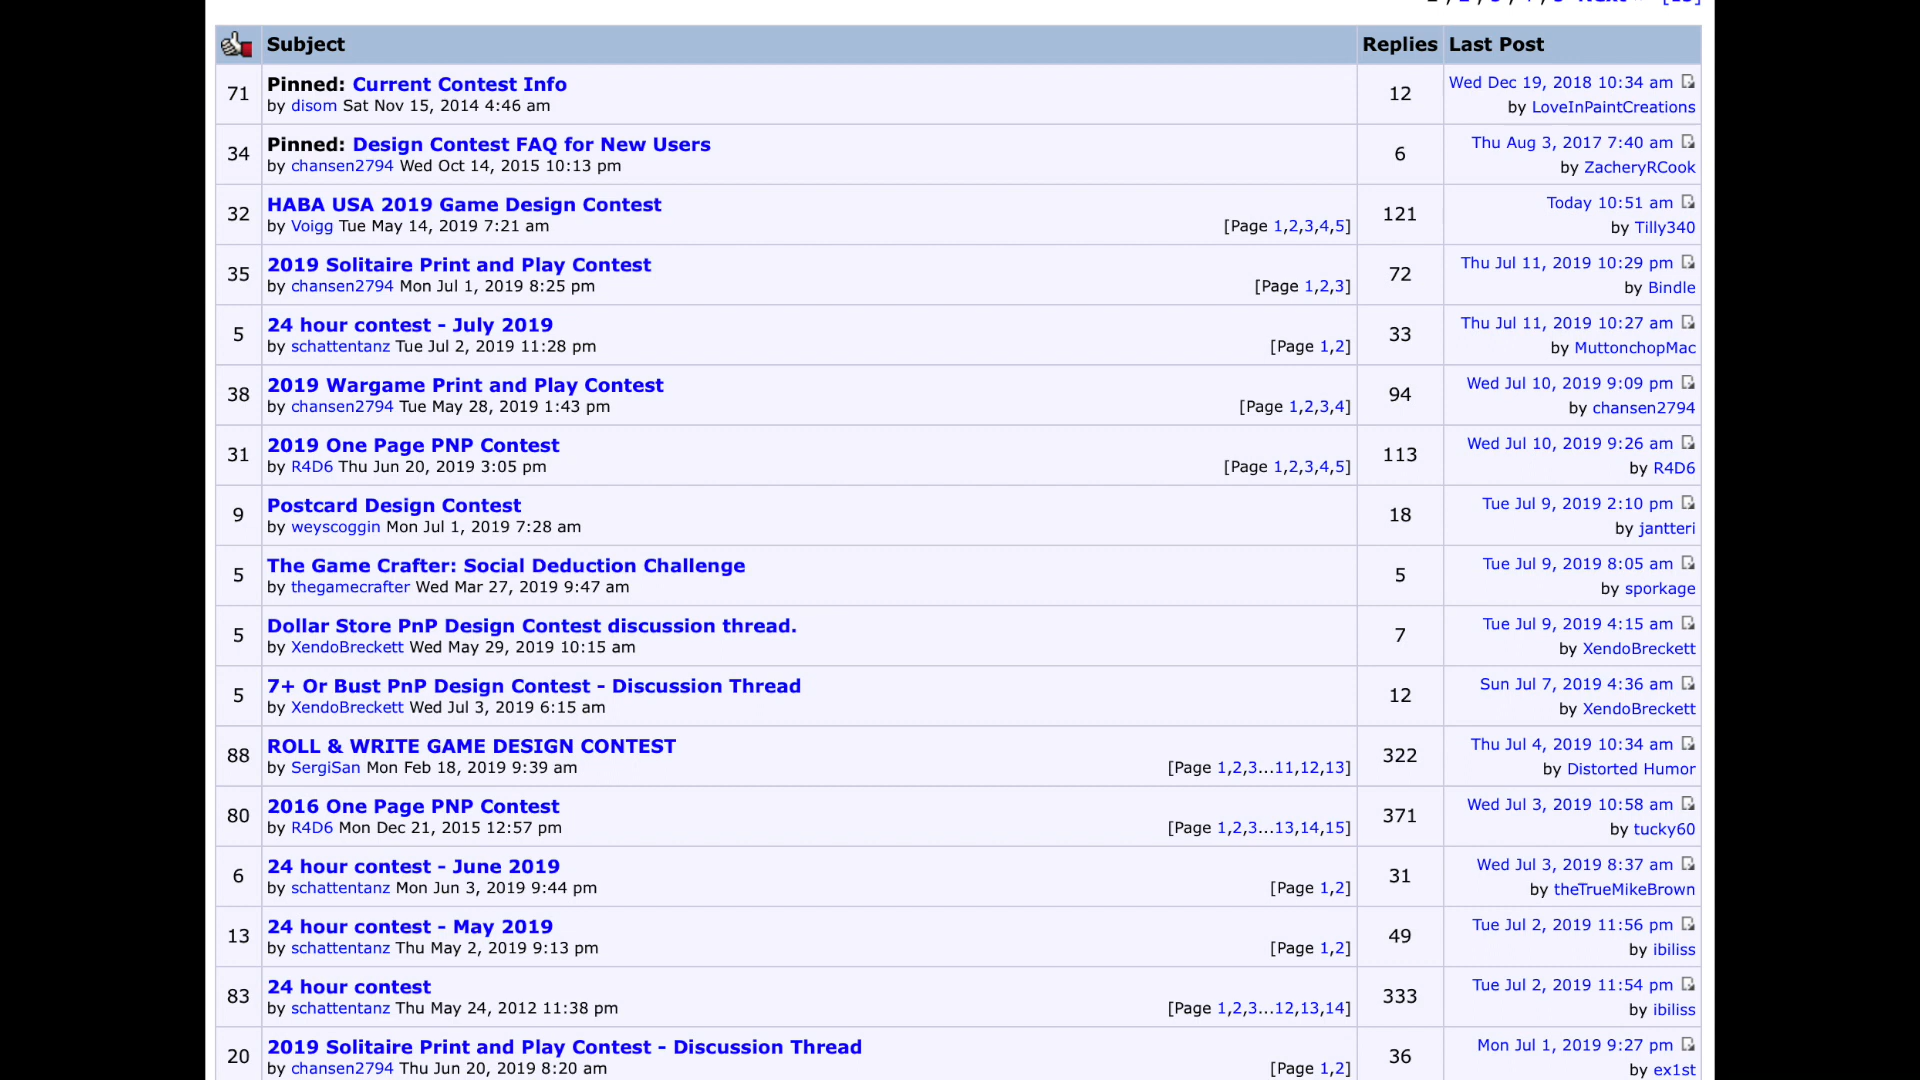 Subject Replies Last Post
71 Pinned: Current Contest Info 12 Wed Dec 19, 2018 10:34 am
by disom Sat Nov 15, 2014 4:46 am by LoveInPaintCreations
34 Pinned: Design Contest FAQ for New Users 6 Thu Aug 3, 2017 7:40 am
by chansen2794 Wed Oct 14, 2015 10:13 pm by ZacheryRCook
32 HABA USA 2019 Game Design Contest 121 Today 10:51 am
by Voigg Tue May 14, 2019 7:21 am [Page 1,2,3,4,5] by Tilly340
35 2019 Solitaire Print and Play Contest 72 Thu Jul 11, 2019 10:29 pm
by chansen2794 Mon Jul 1, 2019 8:25 pm [Page 1,2,3] by Bindle
5 24 hour contest - July 2019 33 Thu Jul 11, 2019 10:27 am
by schattentanz Tue Jul 2, 2019 11:28 pm [Page 1,2] by MuttonchopMac
38 2019 Wargame Print and Play Contest 94 Wed Jul 10, 2019 9:09 pm
by chansen2794 Tue May 28, 2019 1:43 pm [Page 1,2,3,4] by chansen2794
31 2019 One Page PNP Contest 113 Wed Jul 10, 2019 9:26 am
by R4D6 Thu Jun 20, 2019 3:05 pm [Page 1,2,3,4,5] by R4D6
9 Postcard Design Contest 18 Tue Jul 9, 2019 2:10 pm
by weyscoggin Mon Jul 1, 2019 7:28 am by jantteri
5 The Game Crafter: Social Deduction Challenge 5 Tue Jul 9, 2019 8:05 am
by thegamecrafter Wed Mar 27, 2019 9:47 am by sporkage
5 Dollar Store PnP Design Contest discussion thread. 7 Tue Jul 9, 2019 4:15 am
by XendoBreckett Wed May 29, 2019 10:15 am by XendoBreckett
5 7+ Or Bust PnP Design Contest - Discussion Thread 12 Sun Jul 7, 2019 4:36 am
by XendoBreckett Wed Jul 3, 2019 6:15 am by XendoBreckett
88 ROLL & WRITE GAME DESIGN CONTEST 322 Thu Jul 4, 2019 10:34 am
by SergiSan Mon Feb 18, 2019 9:39 am [Page 1,2,3...11,12,13] by Distorted Humor
80 2016 One Page PNP Contest 371 Wed Jul 3, 2019 10:58 am
by R4D6 Mon Dec 21, 2015 12:57 pm [Page 1,2,3...13,14,15] by tucky60
6 24 hour contest - June 2019 31 Wed Jul 3, 2019 8:37 am
by schattentanz Mon Jun 3, 2019 9:44 pm [Page 1,2] by theTrueMikeBrown
13 24 hour contest - May 2019 49 Tue Jul 2, 2019 11:56 pm
by schattentanz Thu May 2, 2019 9:13 pm [Page 1,2] by ibiliss
83 24 hour contest 333 Tue Jul 2, 2019 11:54 pm
by schattentanz Thu May 24, 2012 11:38 pm [Page 1,2,3...12,13,14] by ibiliss
20 2019 Solitaire Print and Play Contest - Discussion Thread 36 Mon Jul 1, 2019 9:27 pm
by chansen2794 Thu Jun 20, 2019 8:20 am [Page 1,2] by ex1st